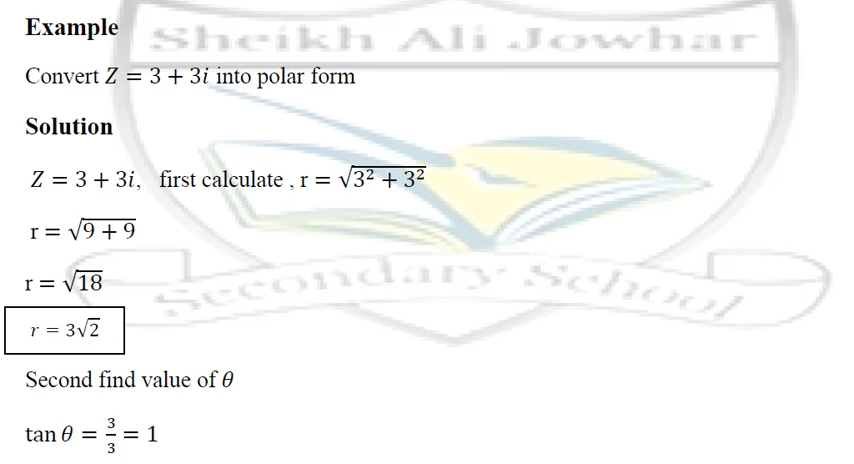 Sheikh Ali Jowhar
Example
Convert Z = 3 + 3i into polar form
Solution
Z = 3 + 3i, first calculate , r = √3² + 3²
r = √9 + 9
r = √18
Secondary School
r = 3√2
Second find value of θ
tan θ = 3/3 = 1